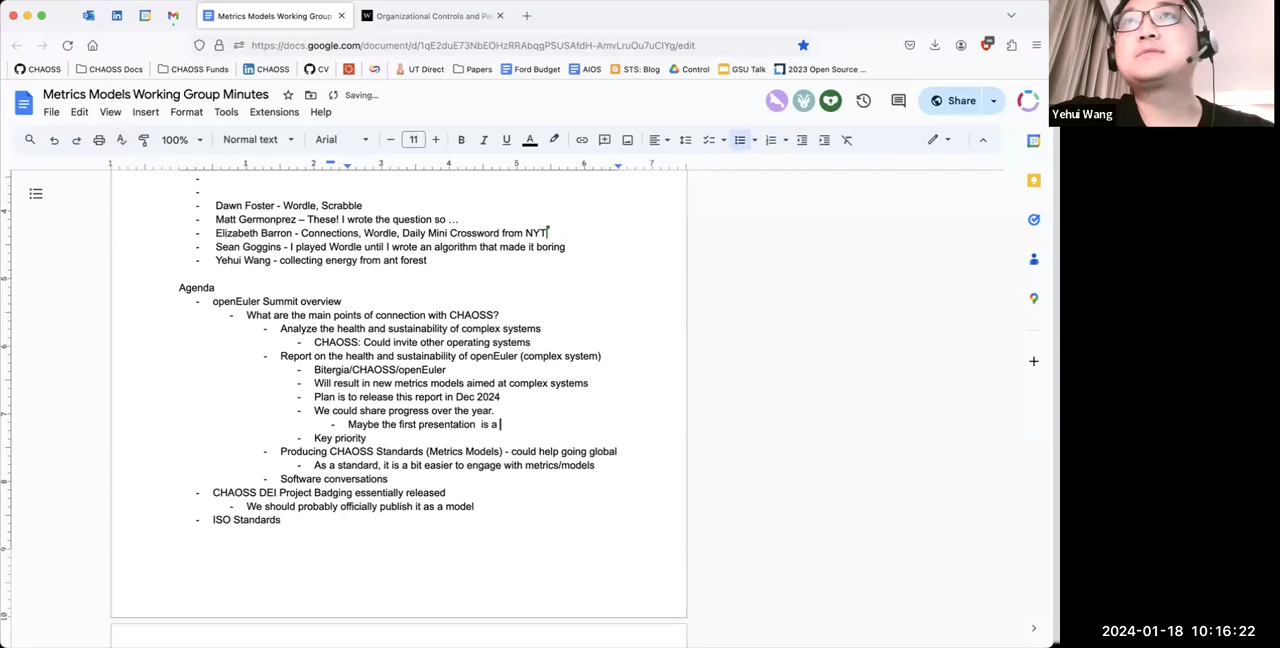 Metrics Models Working Group
Organizational Controls and Pe
https://docs.google.com/document/d/1qE2duE73NbEOHzRRAbqgPSUSAfdH-AmvLruOu7uCIYg/edit
CHAOSS
CHAOSS Docs
CHAOSS Funds
CHAOSS
CV
UT Direct
Papers
Ford Budget
AIOS
STS: Blog
Control
GSU Talk
2023 Open Source ...
Metrics Models Working Group Minutes
Saving...
File Edit View Insert Format Tools Extensions Help
Share
100%
Normal text
Arial
11
Yehui Wang
- Dawn Foster - Wordle, Scrabble
- Matt Germonprez – These! I wrote the question so …
- Elizabeth Barron - Connections, Wordle, Daily Mini Crossword from NYT
- Sean Goggins - I played Wordle until I wrote an algorithm that made it boring
- Yehui Wang - collecting energy from ant forest
Agenda
- openEuler Summit overview
- What are the main points of connection with CHAOSS?
- Analyze the health and sustainability of complex systems
- CHAOSS: Could invite other operating systems
- Report on the health and sustainability of openEuler (complex system)
- Bitergia/CHAOSS/openEuler
- Will result in new metrics models aimed at complex systems
- Plan is to release this report in Dec 2024
- We could share progress over the year.
- Maybe the first presentation  is a
- Key priority
- Producing CHAOSS Standards (Metrics Models) - could help going global
- As a standard, it is a bit easier to engage with metrics/models
- Software conversations
- CHAOSS DEI Project Badging essentially released
- We should probably officially publish it as a model
- ISO Standards
2024-01-18 10:16:22